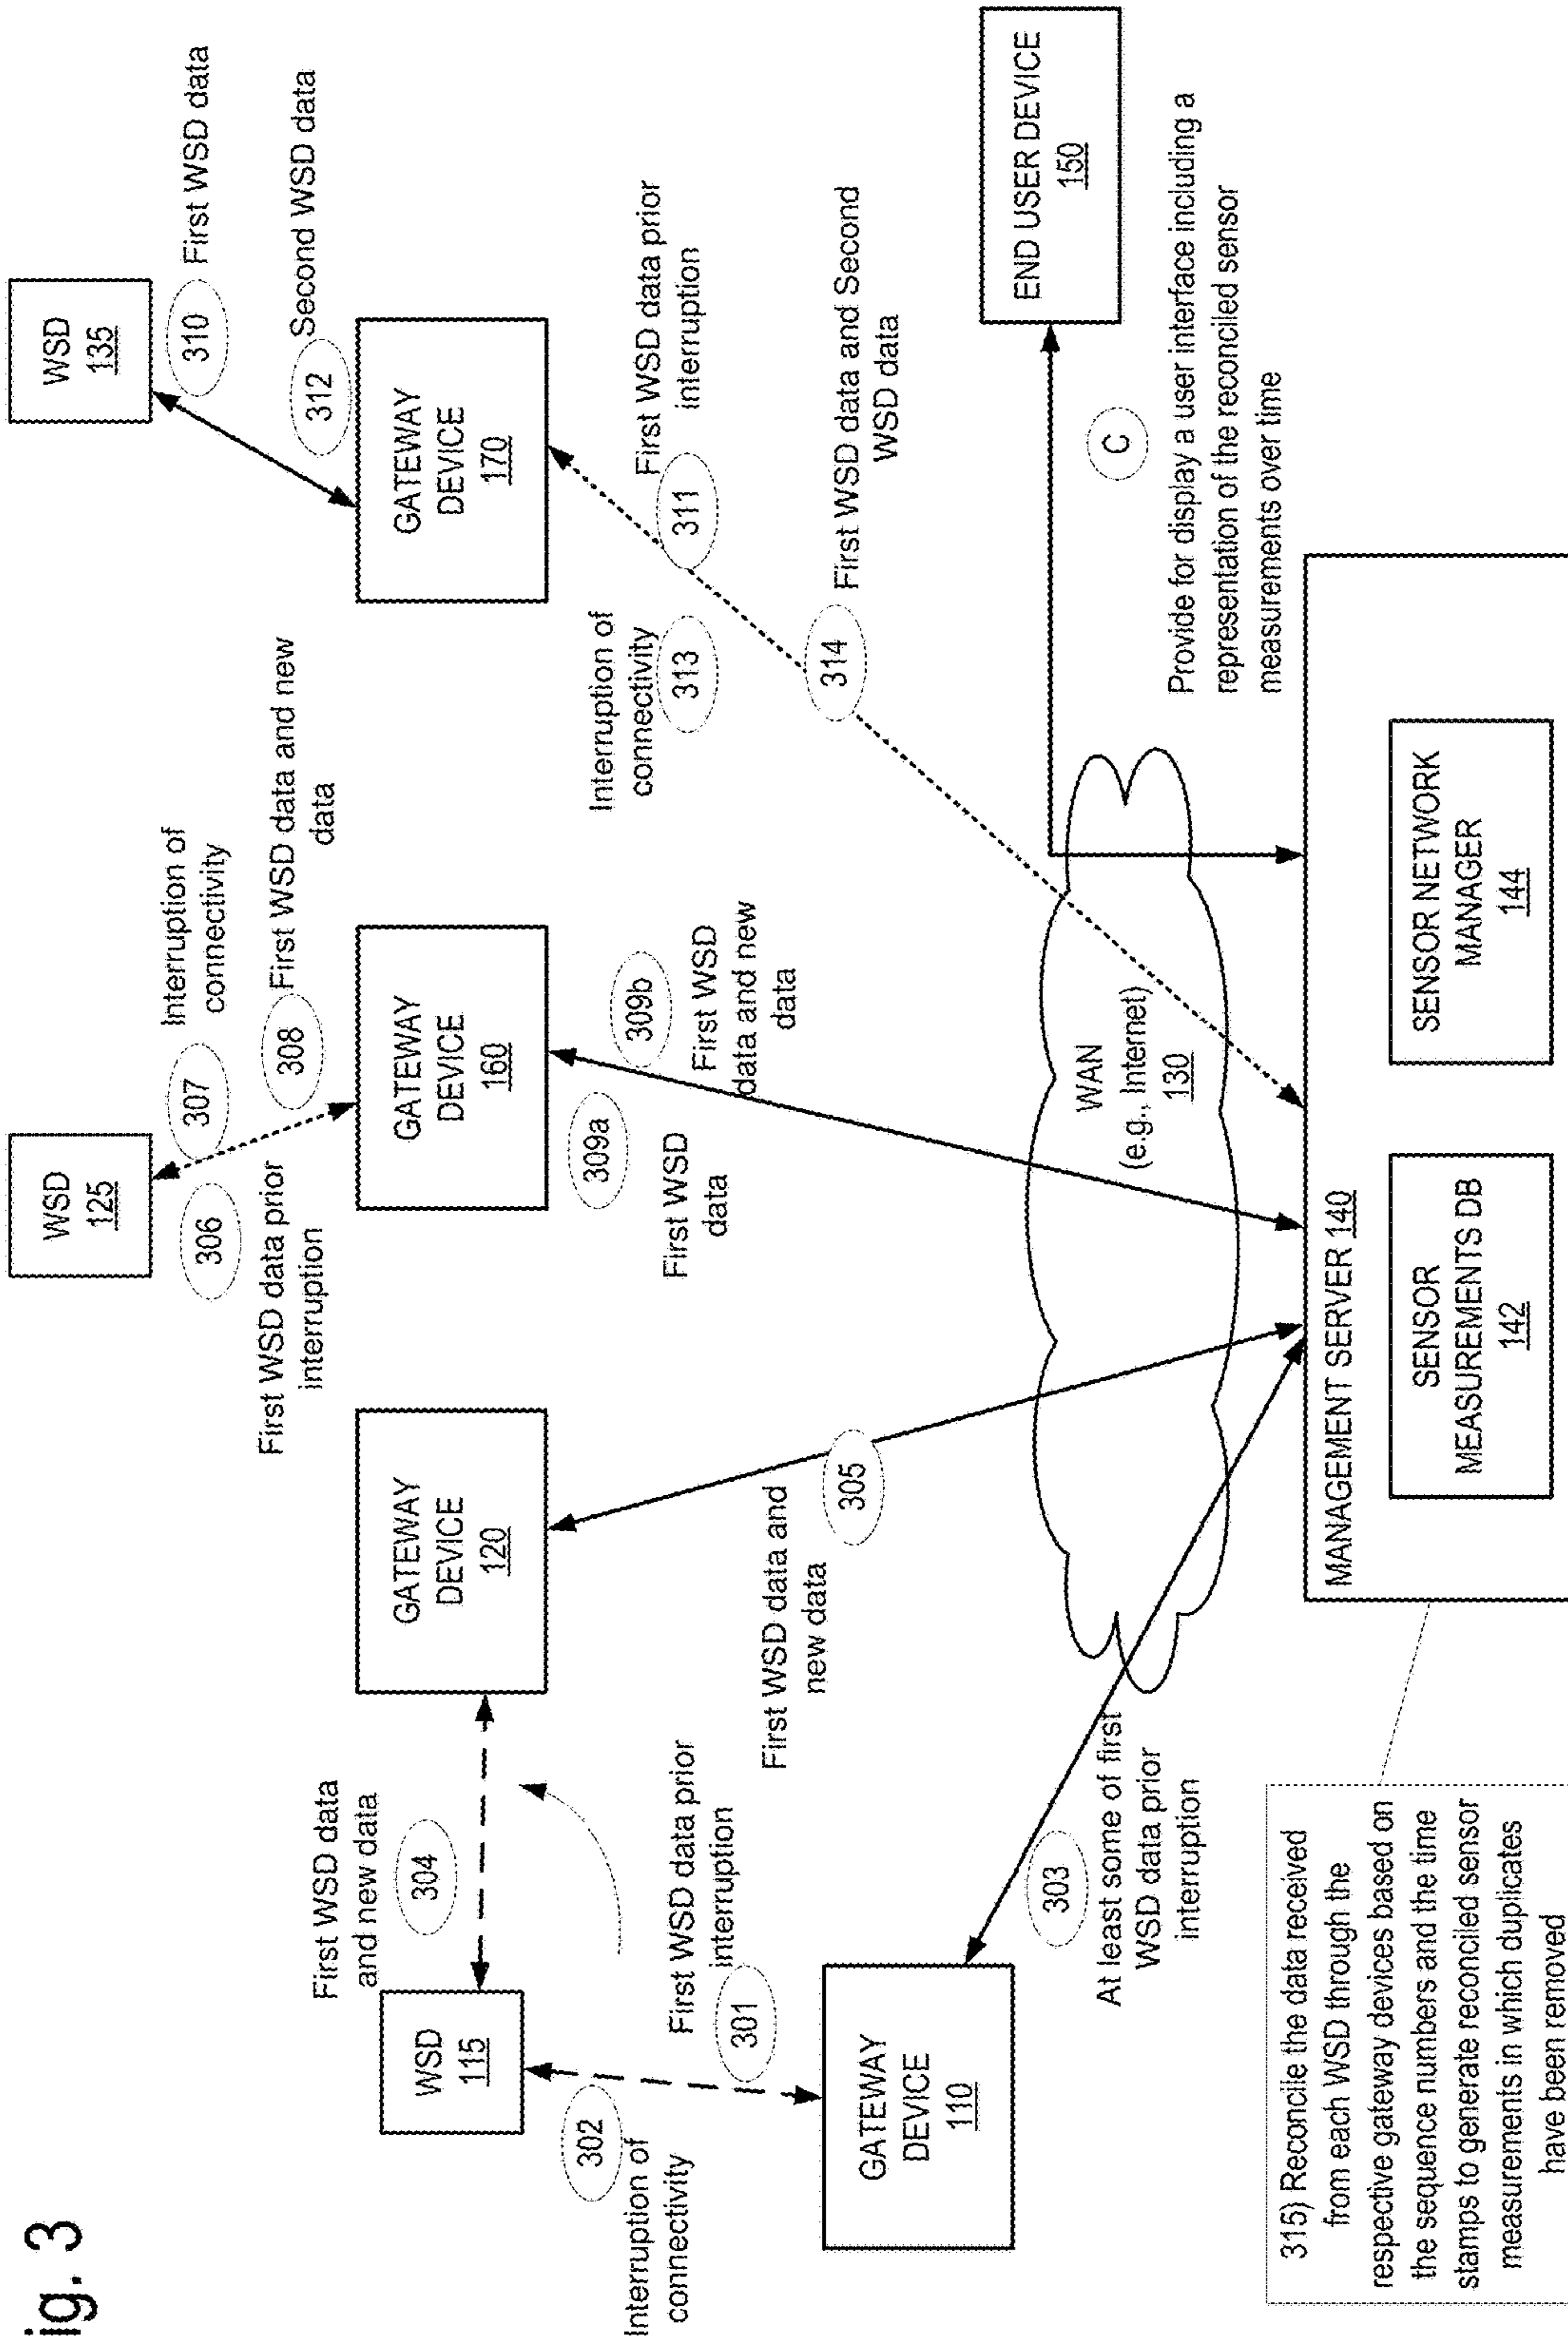 ig. 3
WSD
115
First WSD data
and new data
304
302
Interruption of
connectivity
First WSD data prior
interruption
301
GATEWAY
DEVICE
110
GATEWAY
DEVICE
120
303
At least some of first
WSD data prior
interruption
First WSD data and
new data
305
WSD
125
306
First WSD data prior
interruption
307
Interruption of
connectivity
308
First WSD data and new
data
GATEWAY
DEVICE
160
309a
First WSD
data
309b
First WSD
data and new
data
WSD
135
310
First WSD data
312
Second WSD data
GATEWAY
DEVICE
170
311
First WSD data prior
interruption
Interruption of
connectivity
313
314
First WSD data and Second
WSD data
WAN
(e.g., Internet)
130
END USER DEVICE
150
C
Provide for display a user interface including a
representation of the reconciled sensor
measurements over time
MANAGEMENT SERVER 140
SENSOR
MEASUREMENTS DB
142
SENSOR NETWORK
MANAGER
144
315) Reconcile the data received
from each WSD through the
respective gateway devices based on
the sequence numbers and the time
stamps to generate reconciled sensor
measurements in which duplicates
have been removed